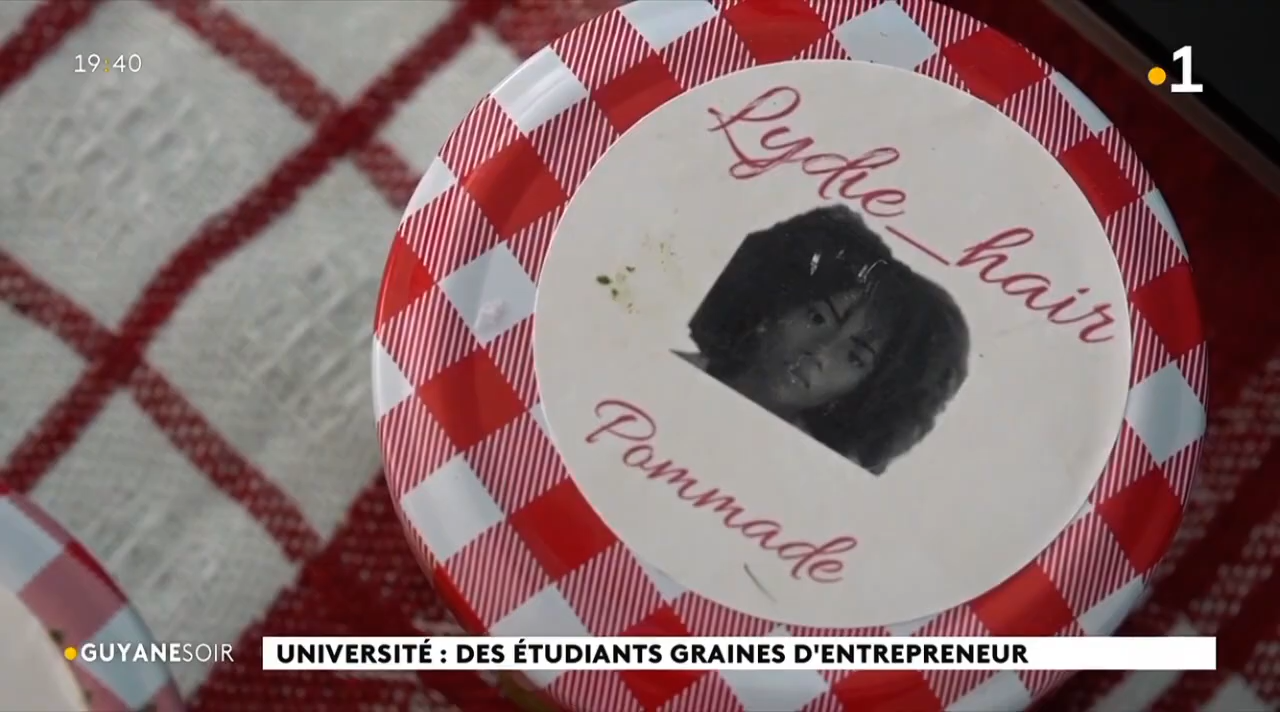 19:40
1
Lydie_hair
Pommade
GUYANESOIR
UNIVERSITÉ : DES ÉTUDIANTS GRAINES D'ENTREPRENEUR